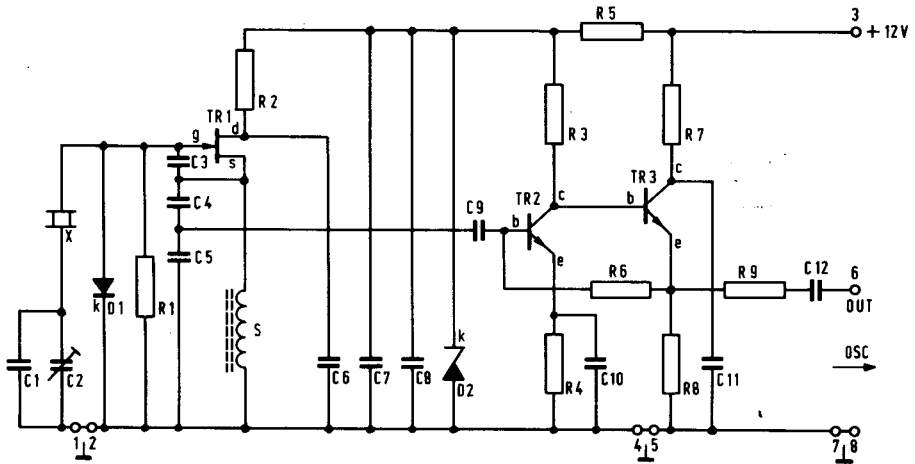 R5
3
+ 12V
R2
R3
R7
TR1
g
d
s
C3
C4
C5
X
k
D1
R1
C1
C2
S
C6
C7
C8
k
D2
C9
TR2
b
c
e
TR3
b
c
e
R6
R9
C12
6
OUT
R4
C10
R8
C11
OSC
1
2
4
5
7
8